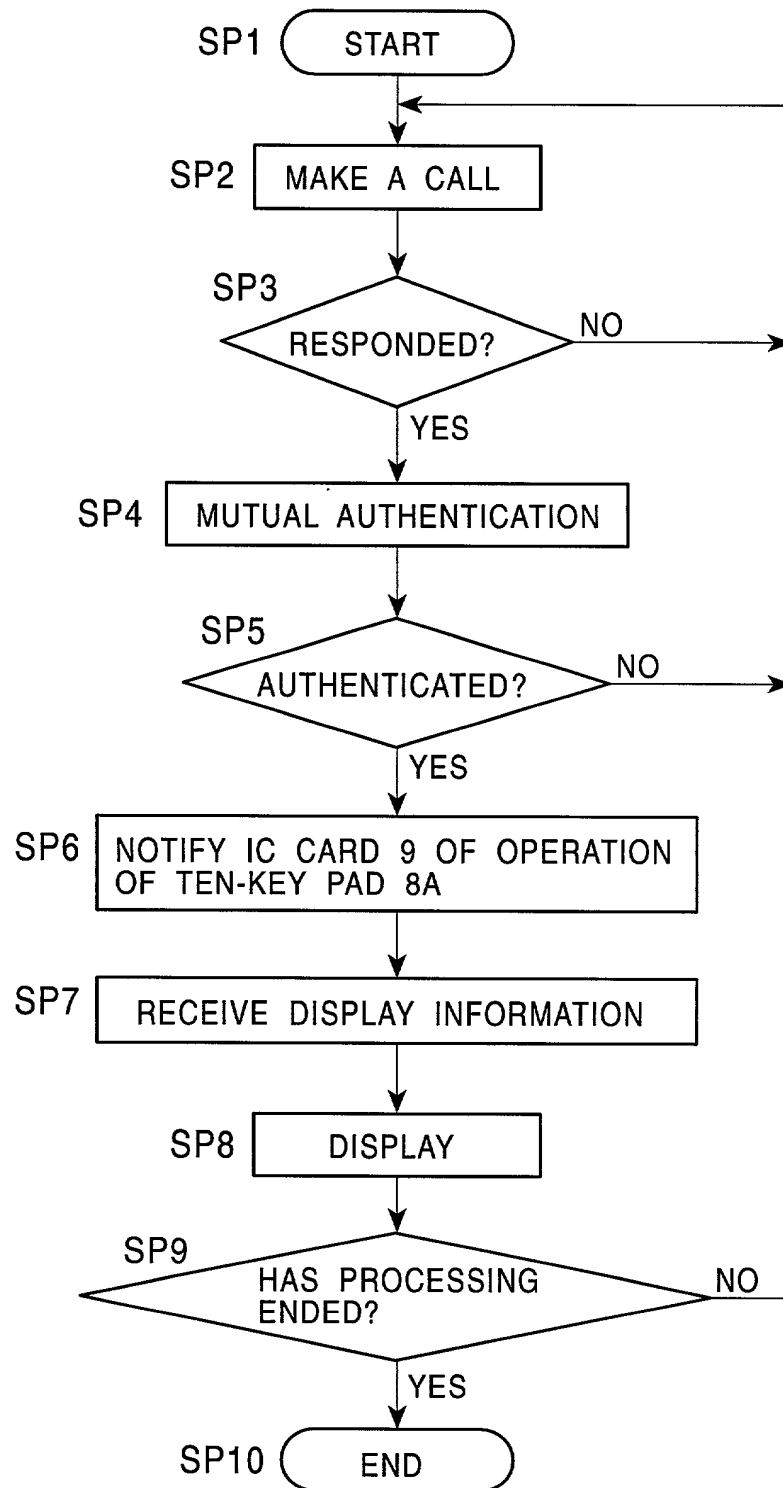 SP1 START
SP2 MAKE A CALL
SP3
RESPONDED?
NO
YES
SP4 MUTUAL AUTHENTICATION
SP5
AUTHENTICATED?
NO
YES
SP6 NOTIFY IC CARD 9 OF OPERATION
OF TEN-KEY PAD 8A
SP7 RECEIVE DISPLAY INFORMATION
SP8 DISPLAY
SP9
HAS PROCESSING
ENDED?
NO
YES
SP10 END